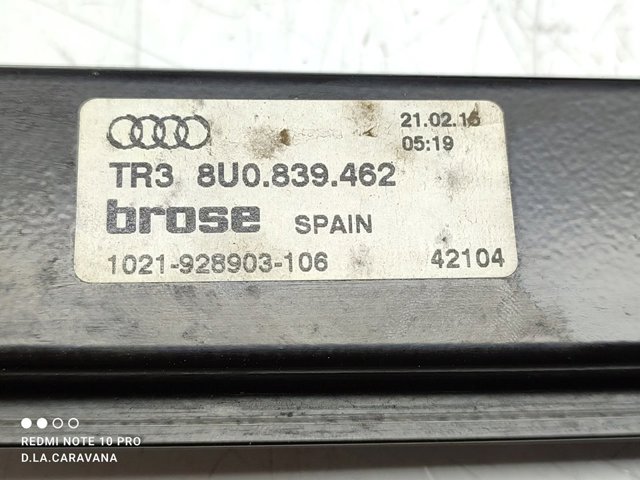 21.02.16
05:19
TR3 8U0.839.462
brose SPAIN
1021-928903-106 42104
REDMI NOTE 10 PRO
D.LA.CARAVANA